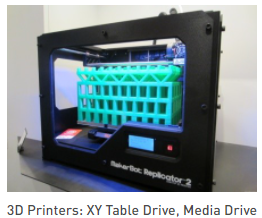 MakerBot Replicator 2
3D Printers: XY Table Drive, Media Drive